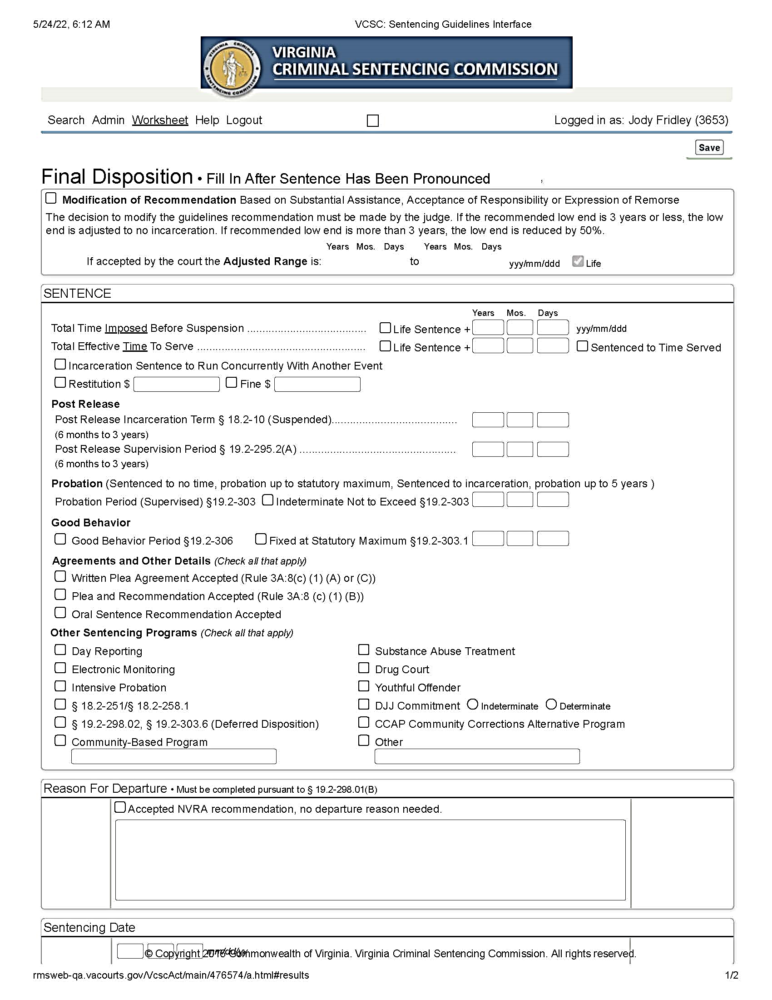 5/24/22, 6:12 AM VCSC: Sentencing Guidelines Interface
VIRGINIA
CRIMINAL SENTENCING COMMISSION
VIRGINIA CRIMINAL SENTENCING COMMISSION
Search Admin Worksheet Help Logout Logged in as: Jody Fridley (3653)
Save
Final Disposition • Fill In After Sentence Has Been Pronounced ,
Modification of Recommendation Based on Substantial Assistance, Acceptance of Responsibility or Expression of Remorse
The decision to modify the guidelines recommendation must be made by the judge. If the recommended low end is 3 years or less, the low
end is adjusted to no incarceration. If recommended low end is more than 3 years, the low end is reduced by 50%.
Years Mos. Days Years Mos. Days
If accepted by the court the Adjusted Range is: to yyy/mm/ddd Life
SENTENCE
Years Mos. Days
Total Time Imposed Before Suspension ....................................... Life Sentence + yyy/mm/ddd
Total Effective Time To Serve ....................................................... Life Sentence + Sentenced to Time Served
Incarceration Sentence to Run Concurrently With Another Event
Restitution $ Fine $
Post Release
Post Release Incarceration Term § 18.2-10 (Suspended).........................................
(6 months to 3 years)
Post Release Supervision Period § 19.2-295.2(A) ...................................................
(6 months to 3 years)
Probation (Sentenced to no time, probation up to statutory maximum, Sentenced to incarceration, probation up to 5 years )
Probation Period (Supervised) §19.2-303 Indeterminate Not to Exceed §19.2-303
Good Behavior
Good Behavior Period §19.2-306 Fixed at Statutory Maximum §19.2-303.1
Agreements and Other Details (Check all that apply)
Written Plea Agreement Accepted (Rule 3A:8(c) (1) (A) or (C))
Plea and Recommendation Accepted (Rule 3A:8 (c) (1) (B))
Oral Sentence Recommendation Accepted
Other Sentencing Programs (Check all that apply)
Day Reporting Substance Abuse Treatment
Electronic Monitoring Drug Court
Intensive Probation Youthful Offender
§ 18.2-251/§ 18.2-258.1 DJJ Commitment Indeterminate Determinate
§ 19.2-298.02, § 19.2-303.6 (Deferred Disposition) CCAP Community Corrections Alternative Program
Community-Based Program Other
Reason For Departure • Must be completed pursuant to § 19.2-298.01(B)
Accepted NVRA recommendation, no departure reason needed.
Sentencing Date
mm/dd/yy
© Copyright 2016 Commonwealth of Virginia. Virginia Criminal Sentencing Commission. All rights reserved.
rmsweb-qa.vacourts.gov/VcscAct/main/476574/a.html#results 1/2